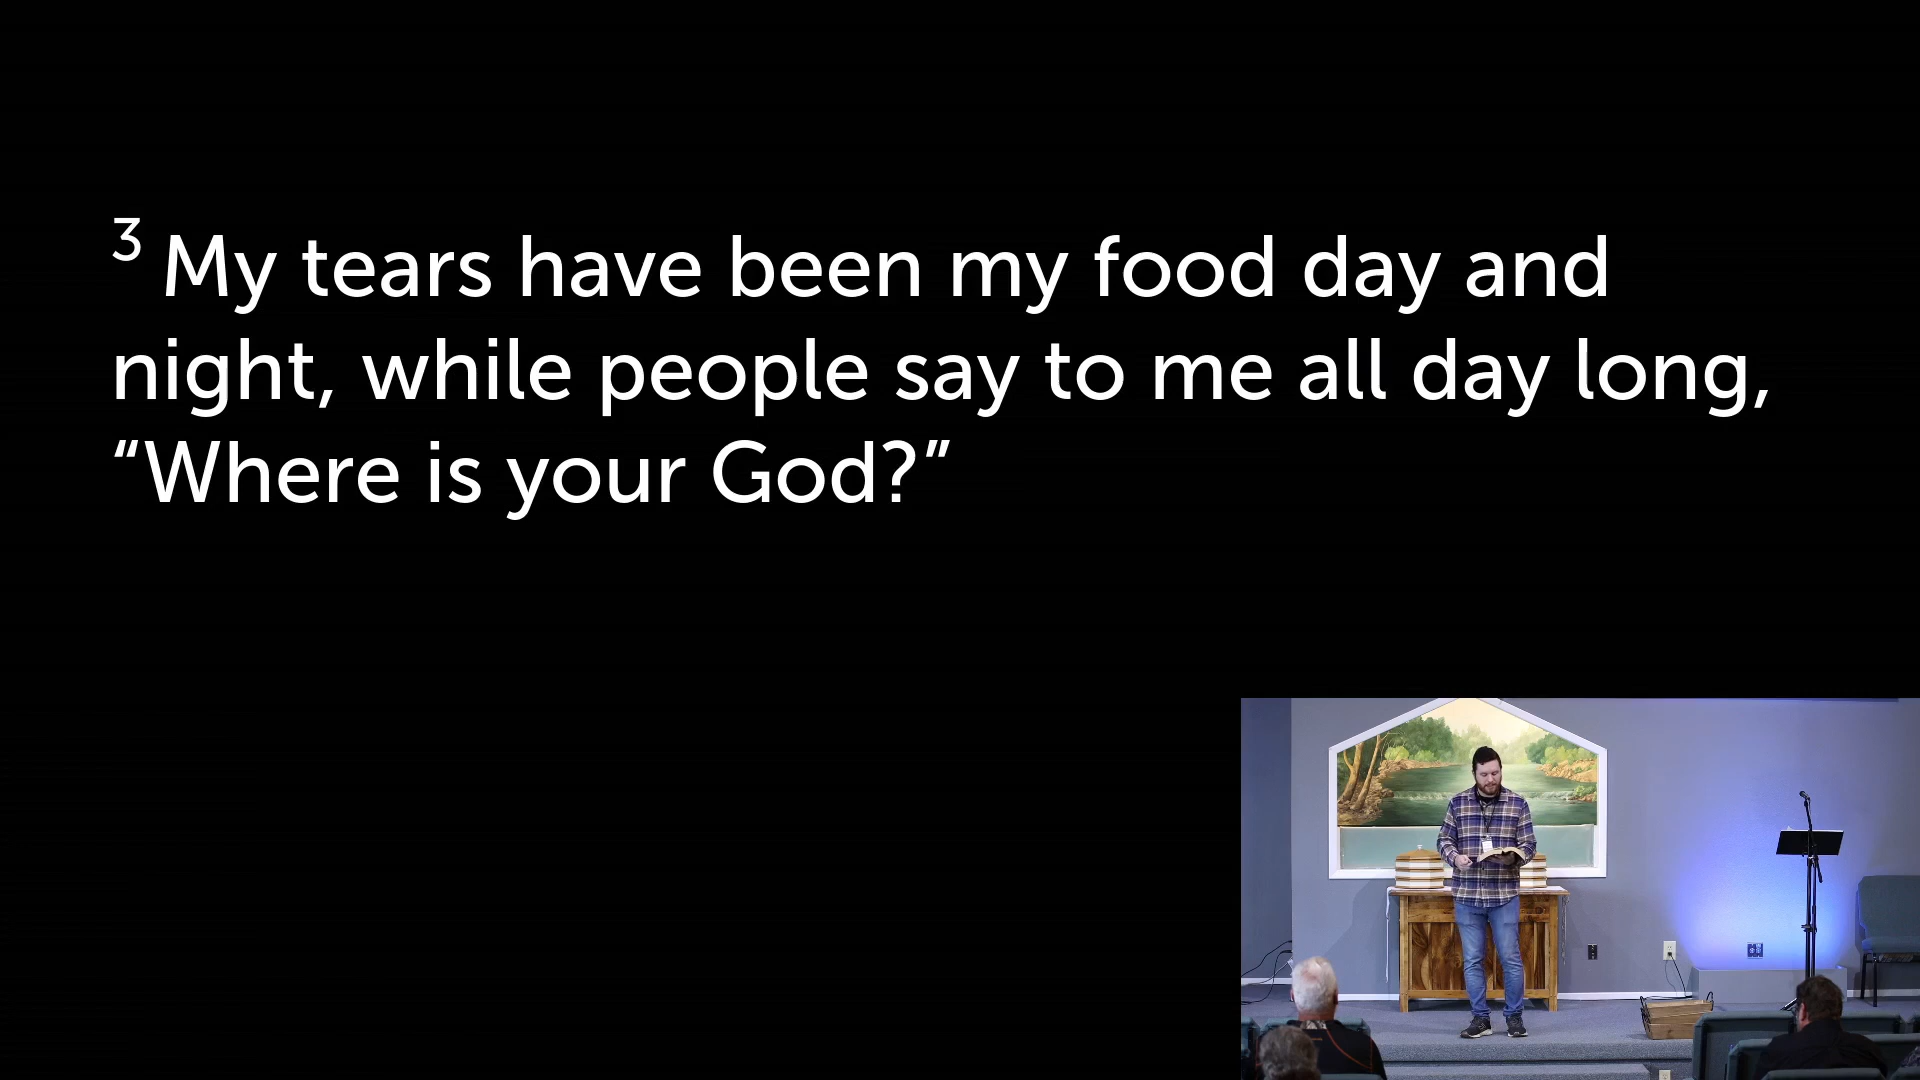 3 My tears have been my food day and
night, while people say to me all day long,
“Where is your God?”